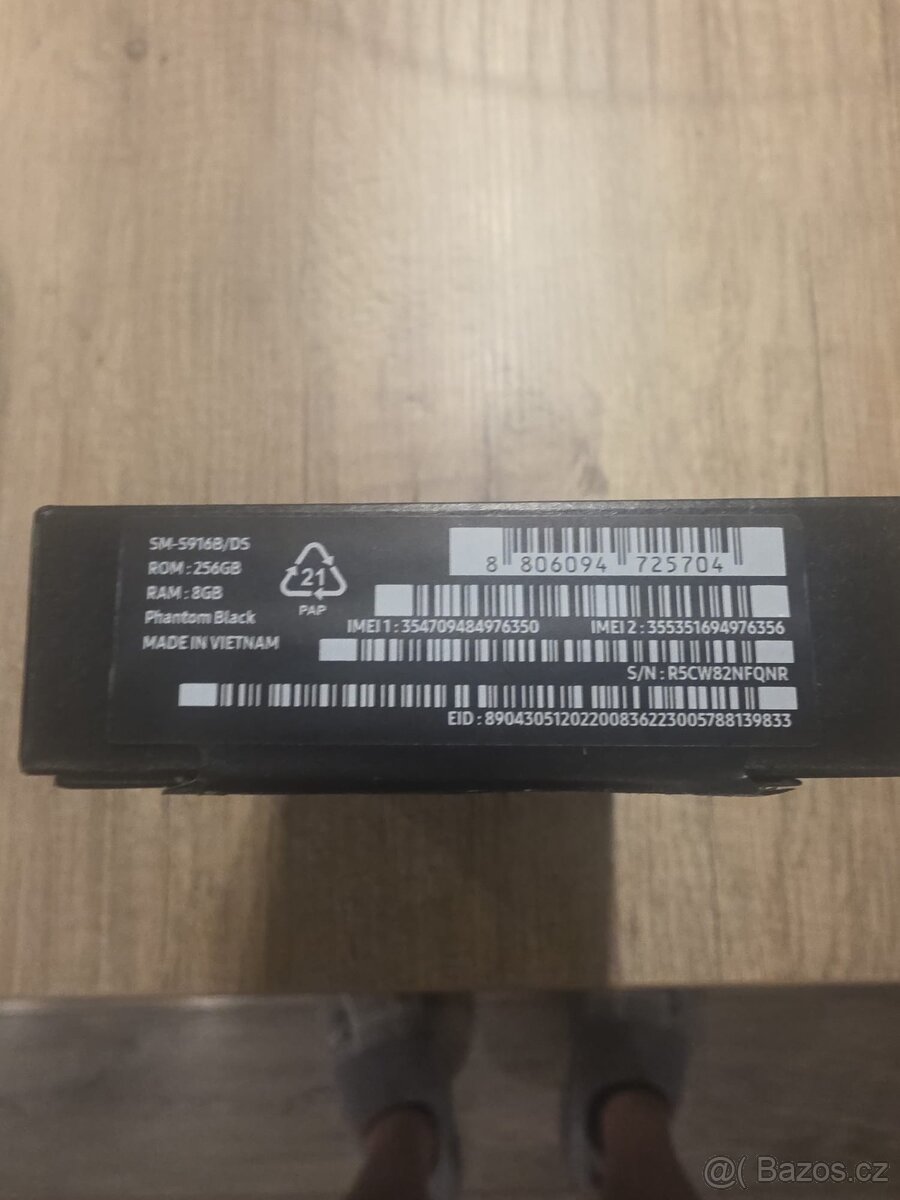 SM-S916B/DS
ROM : 256GB
RAM : 8GB
Phantom Black
MADE IN VIETNAM
21
PAP
8 806094 725704
IMEI 1 : 354709484976350 IMEI 2 : 355351694976356
S/N : R5CW82NFQNR
EID : 89043051202200836223005788139833
@( Bazos.cz